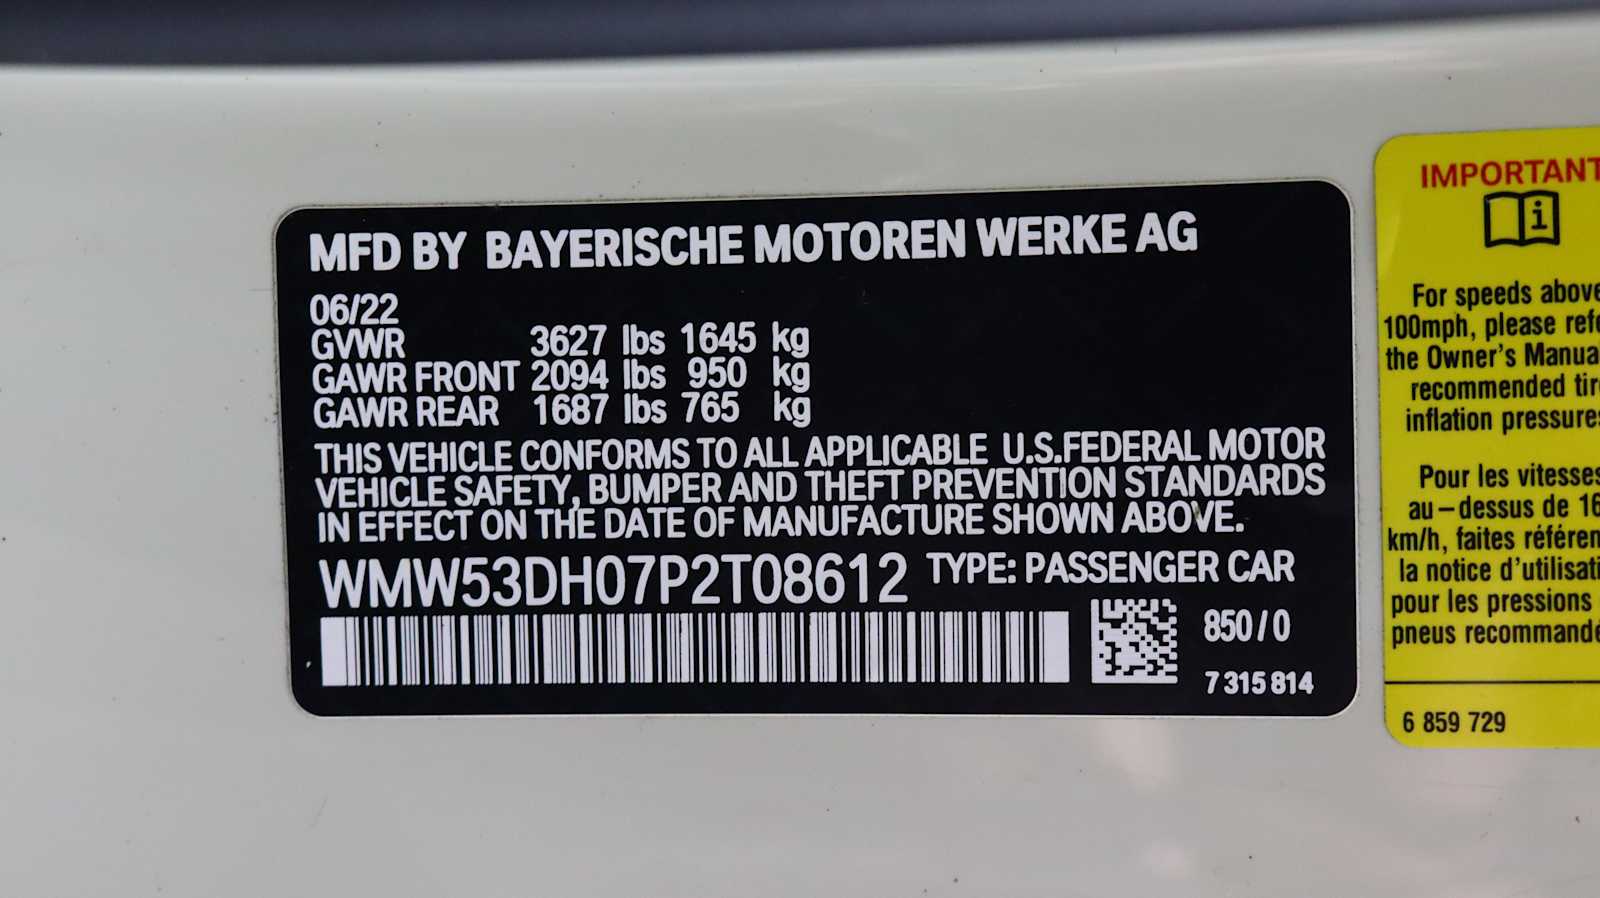 MFD BY BAYERISCHE MOTOREN WERKE AG
06/22
GVWR 3627 lbs 1645 kg
GAWR FRONT 2094 lbs 950 kg
GAWR REAR 1687 lbs 765 kg
THIS VEHICLE CONFORMS TO ALL APPLICABLE U.S.FEDERAL MOTOR
VEHICLE SAFETY, BUMPER AND THEFT PREVENTION STANDARDS
IN EFFECT ON THE DATE OF MANUFACTURE SHOWN ABOVE.
WMW53DH07P2T08612 TYPE: PASSENGER CAR
850/0
7 315 814
IMPORTANT
i
For speeds above
100mph, please
the Owner's
recommended
inflation pressures
Pour les vitesses
au-dessus de
km/h, faites
la notice
pour les pressions
pneus
6 859 729